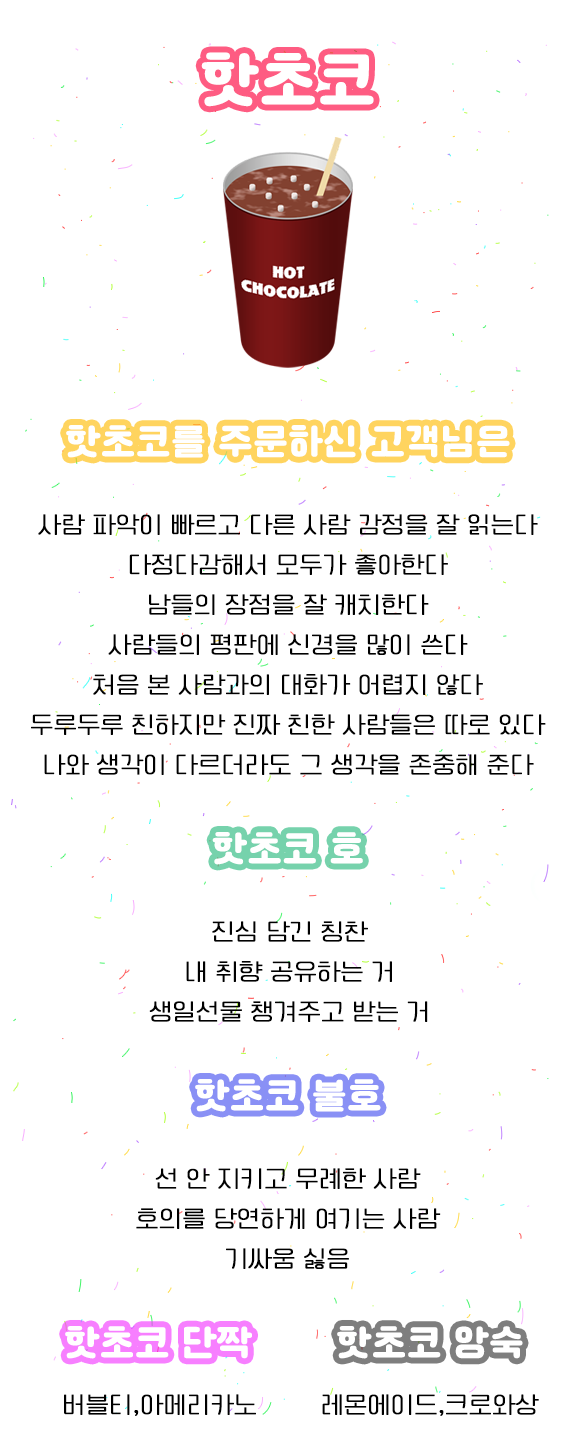 핫초코
HOT
CHOCOLATE
핫초코를 주문하신 고객님은
사람 파악이 빠르고 다른 사람 감정을 잘 읽는다
다정다감해서 모두가 좋아한다
남들의 장점을 잘 캐치한다
사람들의 평판에 신경을 많이 쓴다
처음 본 사람과의 대화가 어렵지 않다
두루두루 친하지만 진짜 친한 사람들은 따로 있다
나와 생각이 다르더라도 그 생각을 존중해 준다
핫초코 호
진심 담긴 칭찬
내 취향 공유하는 거
생일선물 챙겨주고 받는 거
핫초코 불호
선 안 지키고 무례한 사람
호의를 당연하게 여기는 사람
기싸움 싫음
핫초코 단짝
버블티,아메리카노
핫초코 앙숙
레몬에이드,크로와상